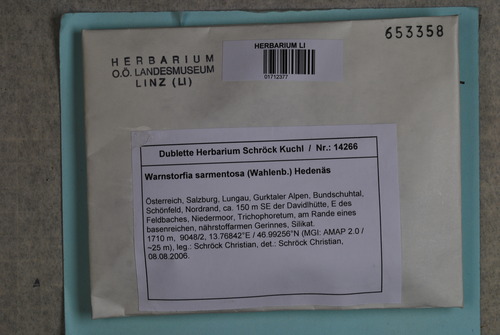 HERBARIUM
O.Ö. LANDESMUSEUM
LINZ (LI)
HERBARIUM LI
01712377
653358
Dublette Herbarium Schröck Kuchl / Nr.: 14266
Warnstorfia sarmentosa (Wahlenb.) Hedenäs
Österreich, Salzburg, Lungau, Gurktaler Alpen, Bundschuhtal,
Schönfeld, Nordrand, ca. 150 m SE der Davidlhütte, E des
Feldbaches, Niedermoor, Trichophoretum, am Rande eines
basenreichen, nährstoffarmen Gerinnes, Silikat.
1710 m, 9048/2, 13.76842°E / 46.99256°N (MGI: AMAP 2.0 /
~25 m), leg.: Schröck Christian, det.: Schröck Christian,
08.08.2006.